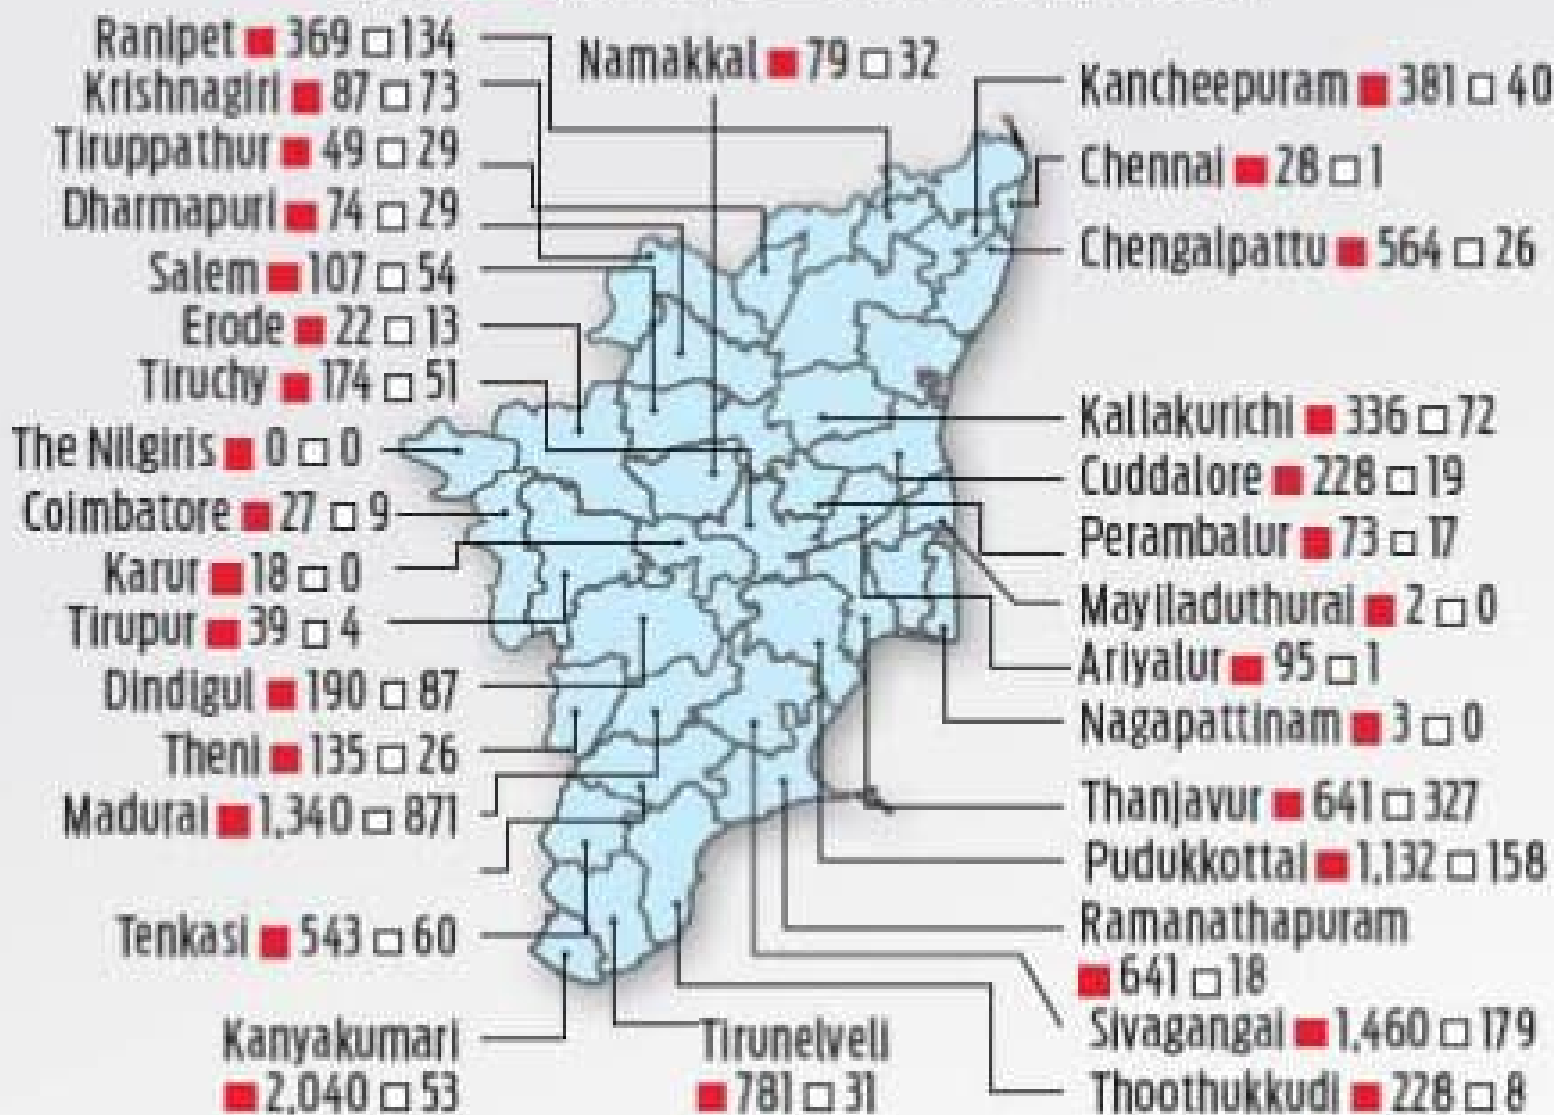 Ranipet 369 134
Krishnagiri 87 73
Tiruppathur 49 29
Dharmapuri 74 29
Salem 107 54
Erode 22 13
Tiruchy 174 51
The Nilgiris 0 0
Coimbatore 27 9
Karur 18 0
Tirupur 39 4
Dindigul 190 87
Theni 135 26
Madurai 1,340 871
Tenkasi 543 60
Kanyakumari
2,040 53
Namakkal 79 32
Tirunelveli
781 31
Kancheepuram 381 40
Chennai 28 1
Chengalpattu 564 26
Kallakurichi 336 72
Cuddalore 228 19
Perambalur 73 17
Mayiladuthurai 2 0
Ariyalur 95 1
Nagapattinam 3 0
Thanjavur 641 327
Pudukkottai 1,132 158
Ramanathapuram
641 18
Sivagangai 1,460 179
Thoothukkudi 228 8